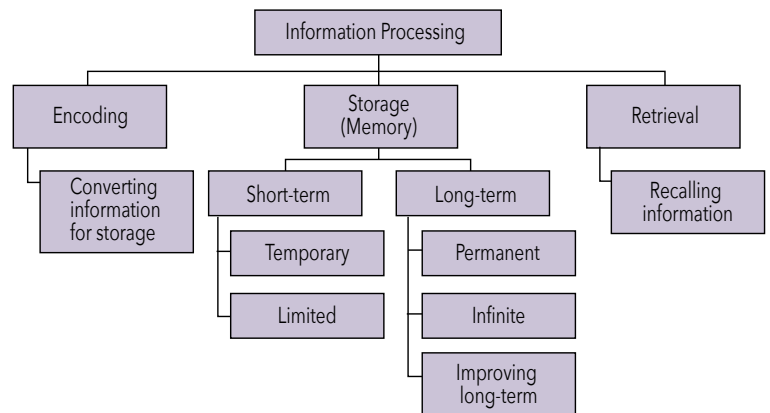 Information Processing
Encoding
Storage
(Memory)
Retrieval
Converting
information
for storage
Short-term
Long-term
Recalling
information
Temporary
Permanent
Limited
Infinite
Improving
long-term